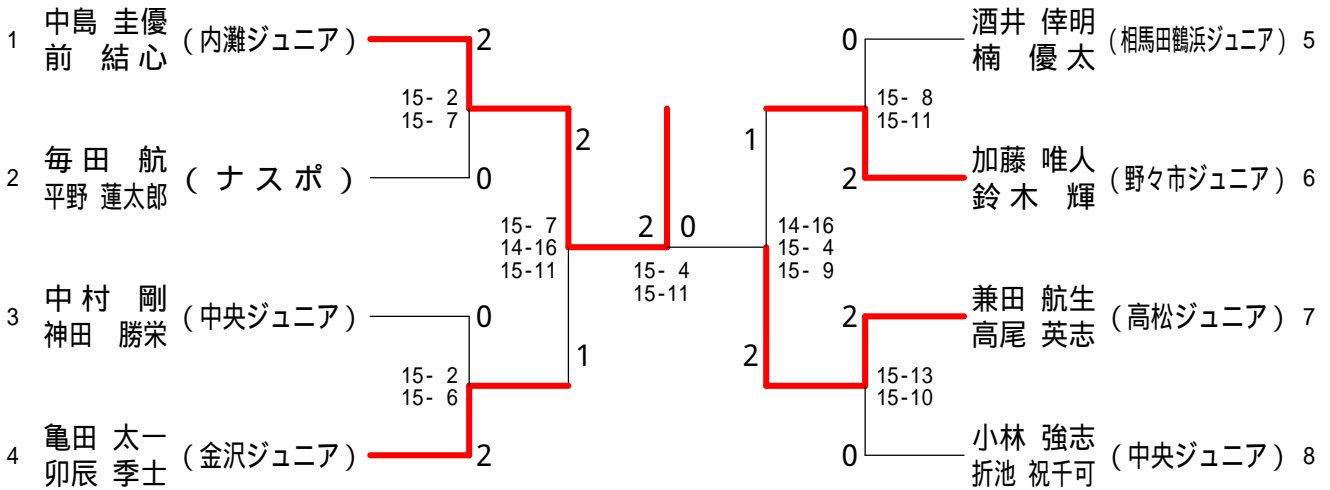 1 中島 圭優 (内灘ジュニア) 2
前 結心
15- 2
15- 7
2 毎田 航 (ナスポ) 0
平野 蓮太郎
2
15- 7
14-16
15-11
3 中村 剛 (中央ジュニア) 0
神田 勝栄
1
15- 2
15- 6
4 亀田 太一 (金沢ジュニア) 2
卯辰 季士
2 0
15- 4
15-11
0 酒井 倖明 (相馬田鶴浜ジュニア) 5
楠 優太
15- 8
15-11
1
2 加藤 唯人 (野々市ジュニア) 6
鈴木 輝
14-16
15- 4
15- 9
2 兼田 航生 (高松ジュニア) 7
高尾 英志
2
15-13
15-10
0 小林 強志 (中央ジュニア) 8
折池 祝千可